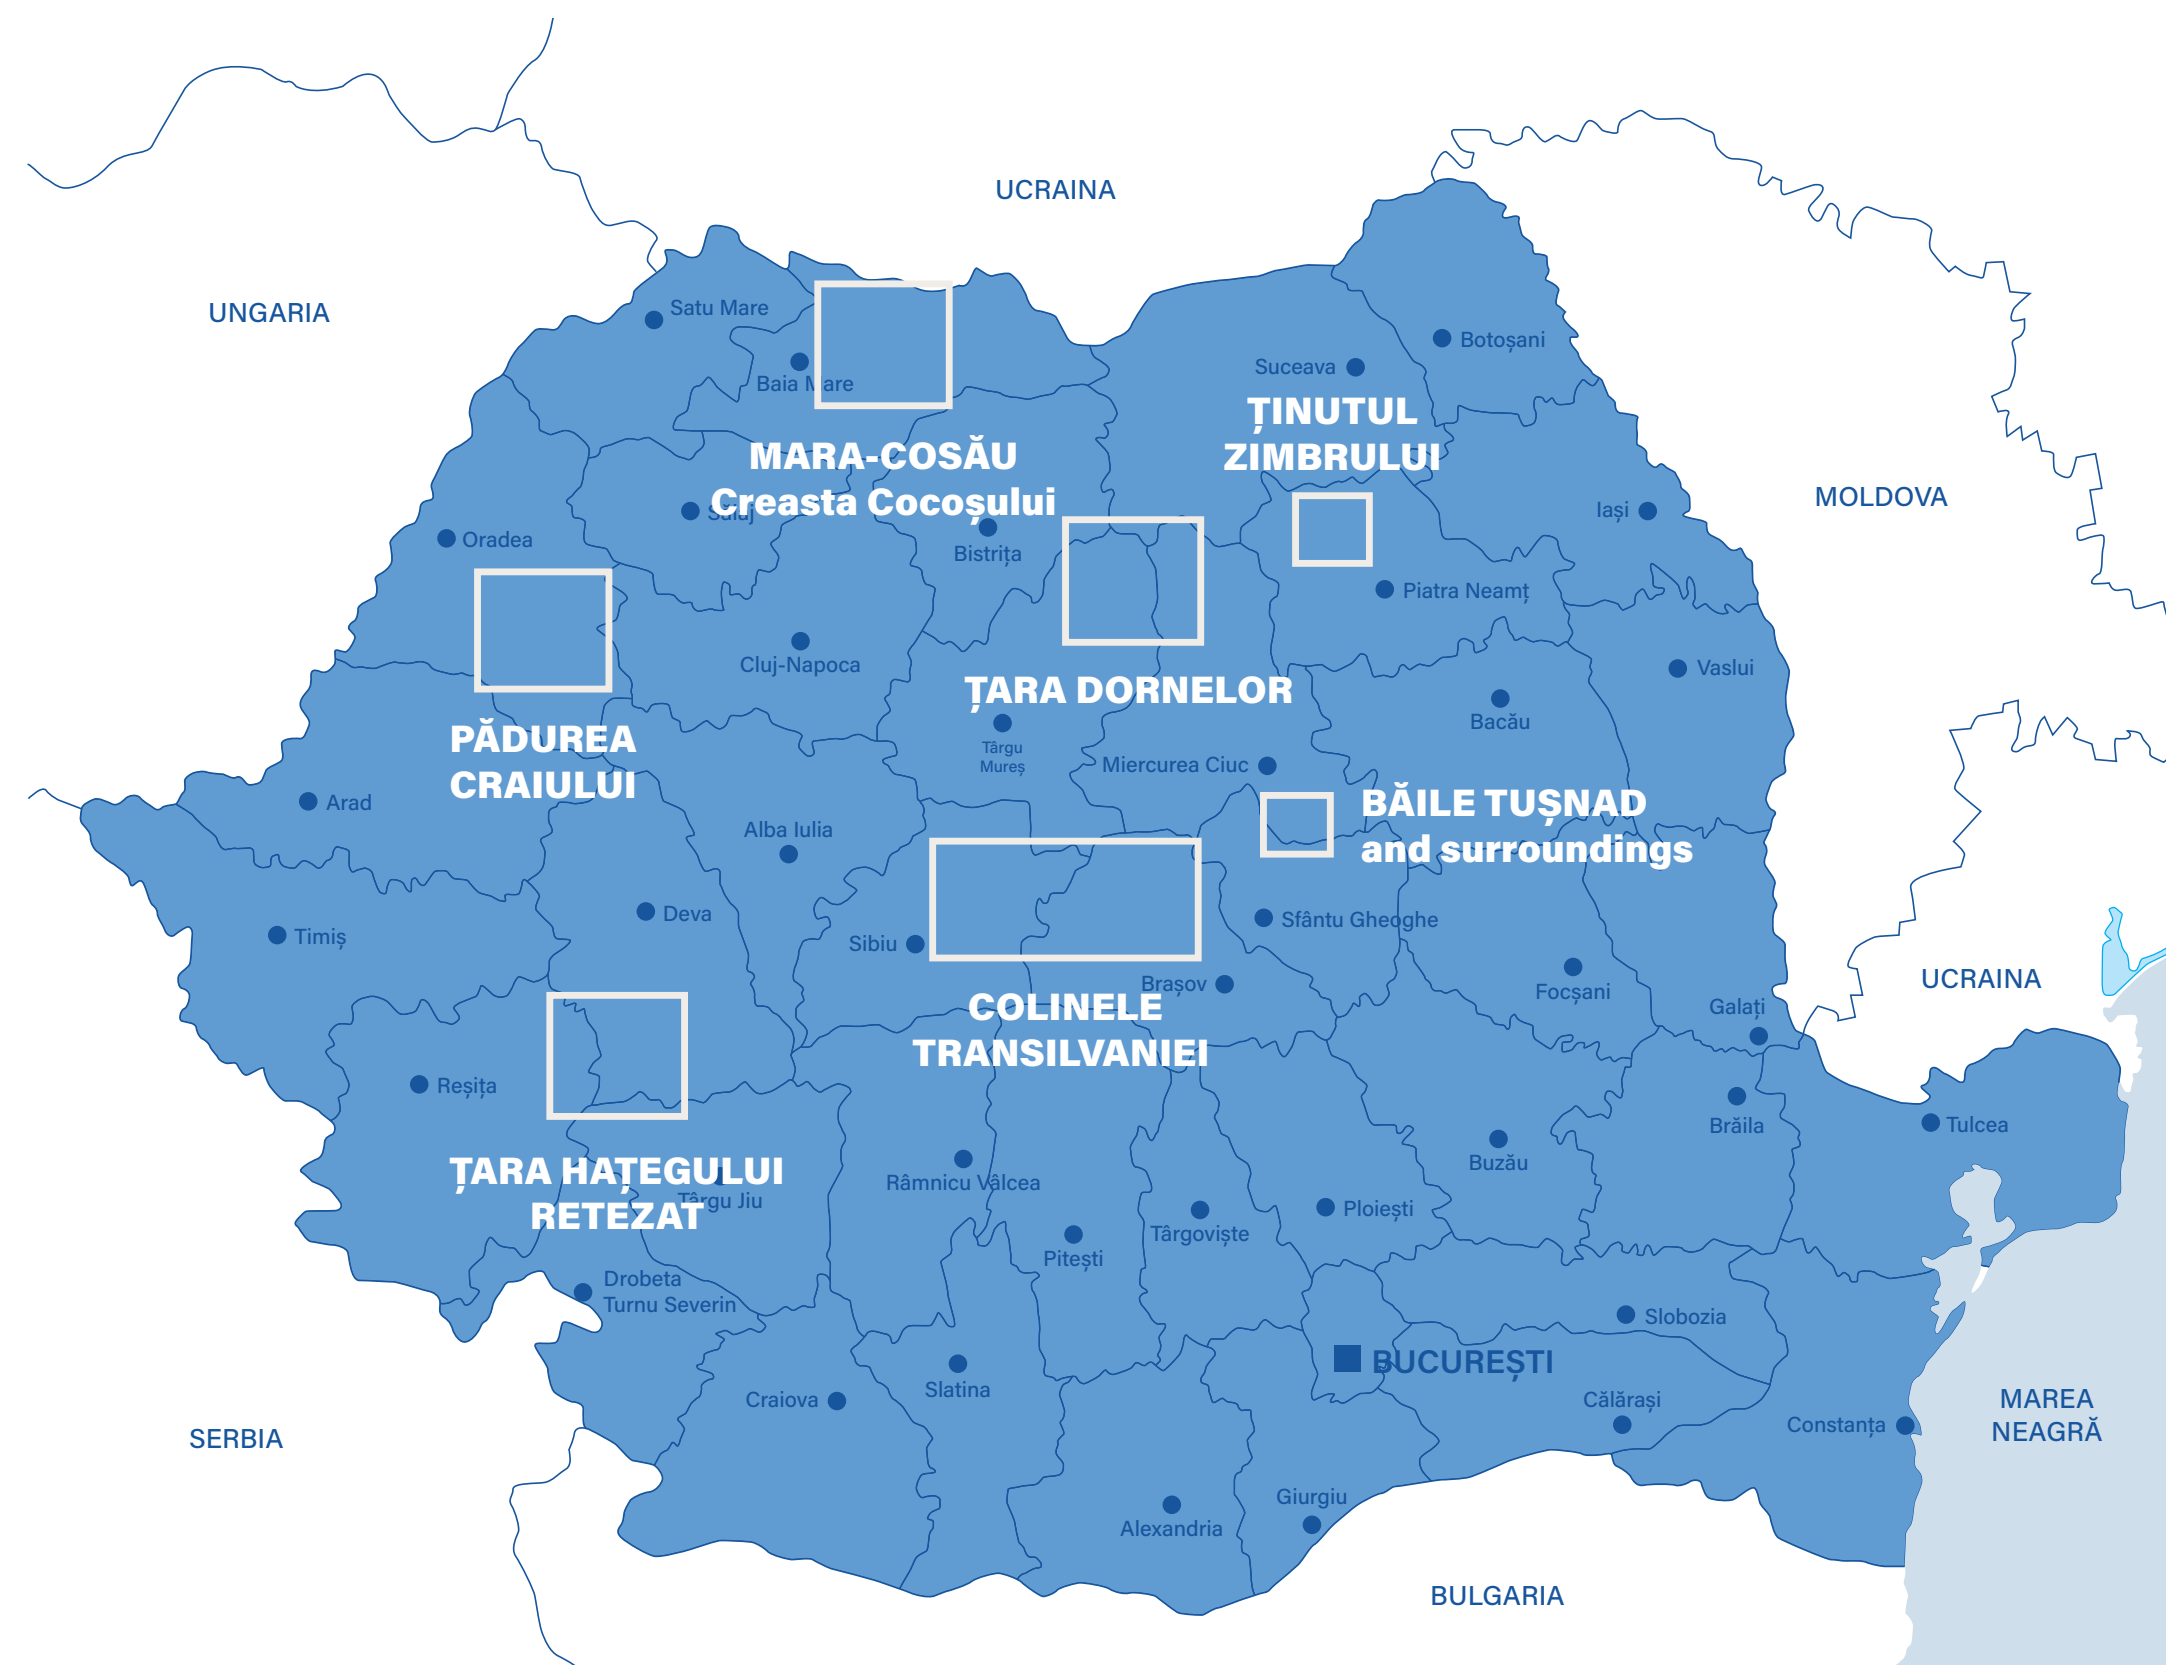 UCRAINA
UNGARIA
Satu Mare
Baia Mare
Botoșani
Suceava
ȚINUTUL
ZIMBRULUI
MARA-COSĂU
Creasta Cocoșului
Sălaj
MOLDOVA
Iași
Oradea
Bistrița
Piatra Neamț
Cluj-Napoca
Vaslui
ȚARA DORNELOR
Bacău
PĂDUREA
CRAIULUI
Târgu
Mureș
Miercurea Ciuc
Arad
BĂILE TUȘNAD
and surroundings
Alba Iulia
Deva
Sfântu Gheoghe
Timiș
Sibiu
Brașov
Focșani
UCRAINA
Galați
COLINELE
TRANSILVANIEI
Reșița
Brăila
Tulcea
ȚARA HAȚEGULUI
RETEZAT
Târgu Jiu
Râmnicu Vâlcea
Buzău
Ploiești
Târgoviște
Pitești
Drobeta
Turnu Severin
Slobozia
BUCUREȘTI
Slatina
Craiova
Călărași
Constanța
MAREA
NEAGRĂ
SERBIA
Giurgiu
Alexandria
BULGARIA